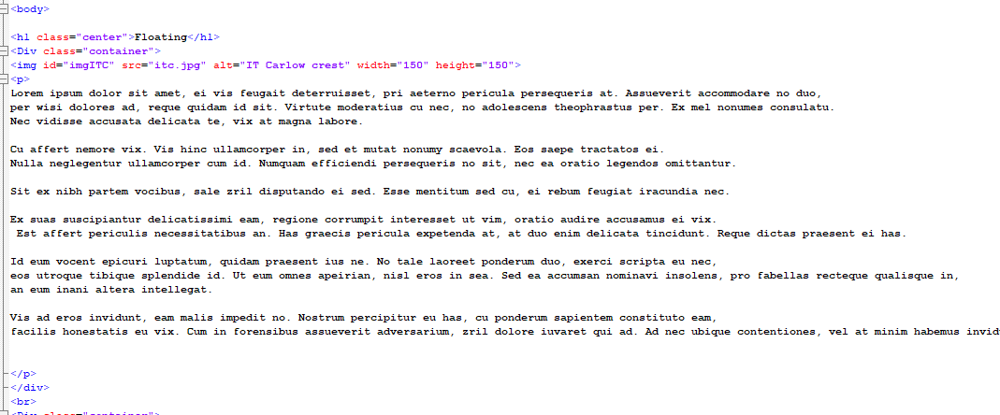 <body>
<h1 class="center">Floating</h1>
<Div class="container">
<img id="imgITC" src="itc.jpg" alt="IT Carlow crest" width="150" height="150">
<p>
Lorem ipsum dolor sit amet, ei vis feugait deterruisset, pri aeterno pericula persequeris at. Assueverit accommodare no duo,
per wisi dolores ad, reque quidam id sit. Virtute moderatius cu nec, no adolescens theophrastus per. Ex mel nonumes consulatu.
Nec vidisse accusata delicata te, vix at magna labore.
Cu affert nemore vix. Vis hinc ullamcorper in, sed et mutat nonumy scaevola. Eos saepe tractatos ei.
Nulla neglegentur ullamcorper cum id. Numquam efficiendi persequeris no sit, nec ea oratio legendos omittantur.
Sit ex nibh partem vocibus, sale zril disputando ei sed. Esse mentitum sed cu, ei rebum feugiat iracundia nec.
Ex suas suscipiantur delicatissimi eam, regione corrumpit interesset ut vim, oratio audire accusamus ei vix.
Est affert periculis necessitatibus an. Has graecis pericula expetenda at, at duo enim delicata tincidunt. Reque dictas praesent ei has.
Id eum vocent epicuri luptatum, quidam praesent ius ne. No tale laoreet ponderum duo, exerci scripta eu nec,
eos utroque tibique splendide id. Ut eum omnes apeirian, nisl eros in sea. Sed ea accumsan nominavi insolens, pro fabellas recteque qualisque in,
an eum inani altera intellegat.
Vis ad eros invidunt, eam malis impedit no. Nostrum percipitur eu has, cu ponderum sapientem constituto eam,
facilis honestatis eu vix. Cum in forensibus assueverit adversarium, zril dolore iuvaret qui ad. Ad nec ubique contentiones, vel at minim habemus invid
</p>
</div>
<br>
<Div class="container">